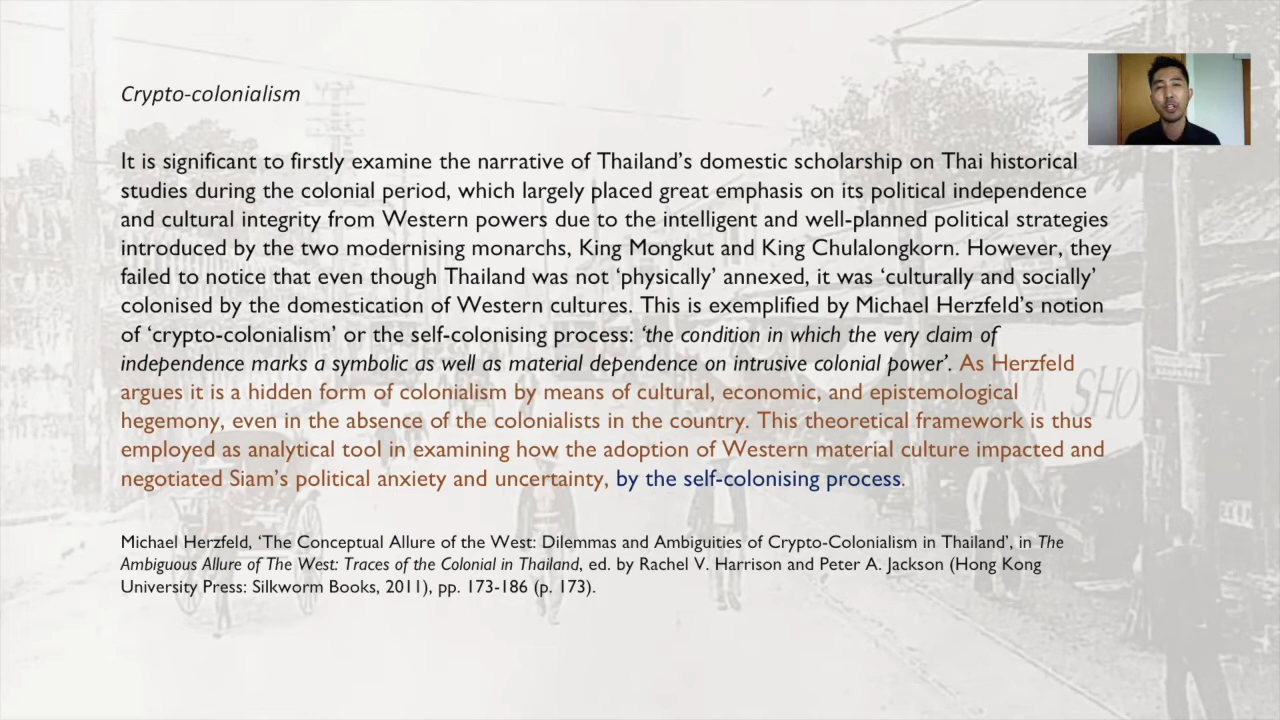 Crypto-colonialism
It is significant to firstly examine the narrative of Thailand's domestic scholarship on Thai historical
studies during the colonial period, which largely placed great emphasis on its political independence
and cultural integrity from Western powers due to the intelligent and well-planned political strategies
introduced by the two modernising monarchs, King Mongkut and King Chulalongkorn. However, they
failed to notice that even though Thailand was not ‘physically’ annexed, it was ‘culturally and socially’
colonised by the domestication of Western cultures. This is exemplified by Michael Herzfeld's notion
of ‘crypto-colonialism’ or the self-colonising process: ‘the condition in which the very claim of
independence marks a symbolic as well as material dependence on intrusive colonial power’. As Herzfeld
argues it is a hidden form of colonialism by means of cultural, economic, and epistemological
hegemony, even in the absence of the colonialists in the country. This theoretical framework is thus
employed as analytical tool in examining how the adoption of Western material culture impacted and
negotiated Siam's political anxiety and uncertainty, by the self-colonising process.
Michael Herzfeld, ‘The Conceptual Allure of the West: Dilemmas and Ambiguities of Crypto-Colonialism in Thailand’, in The
Ambiguous Allure of The West: Traces of the Colonial in Thailand, ed. by Rachel V. Harrison and Peter A. Jackson (Hong Kong
University Press: Silkworm Books, 2011), pp. 173-186 (p. 173).